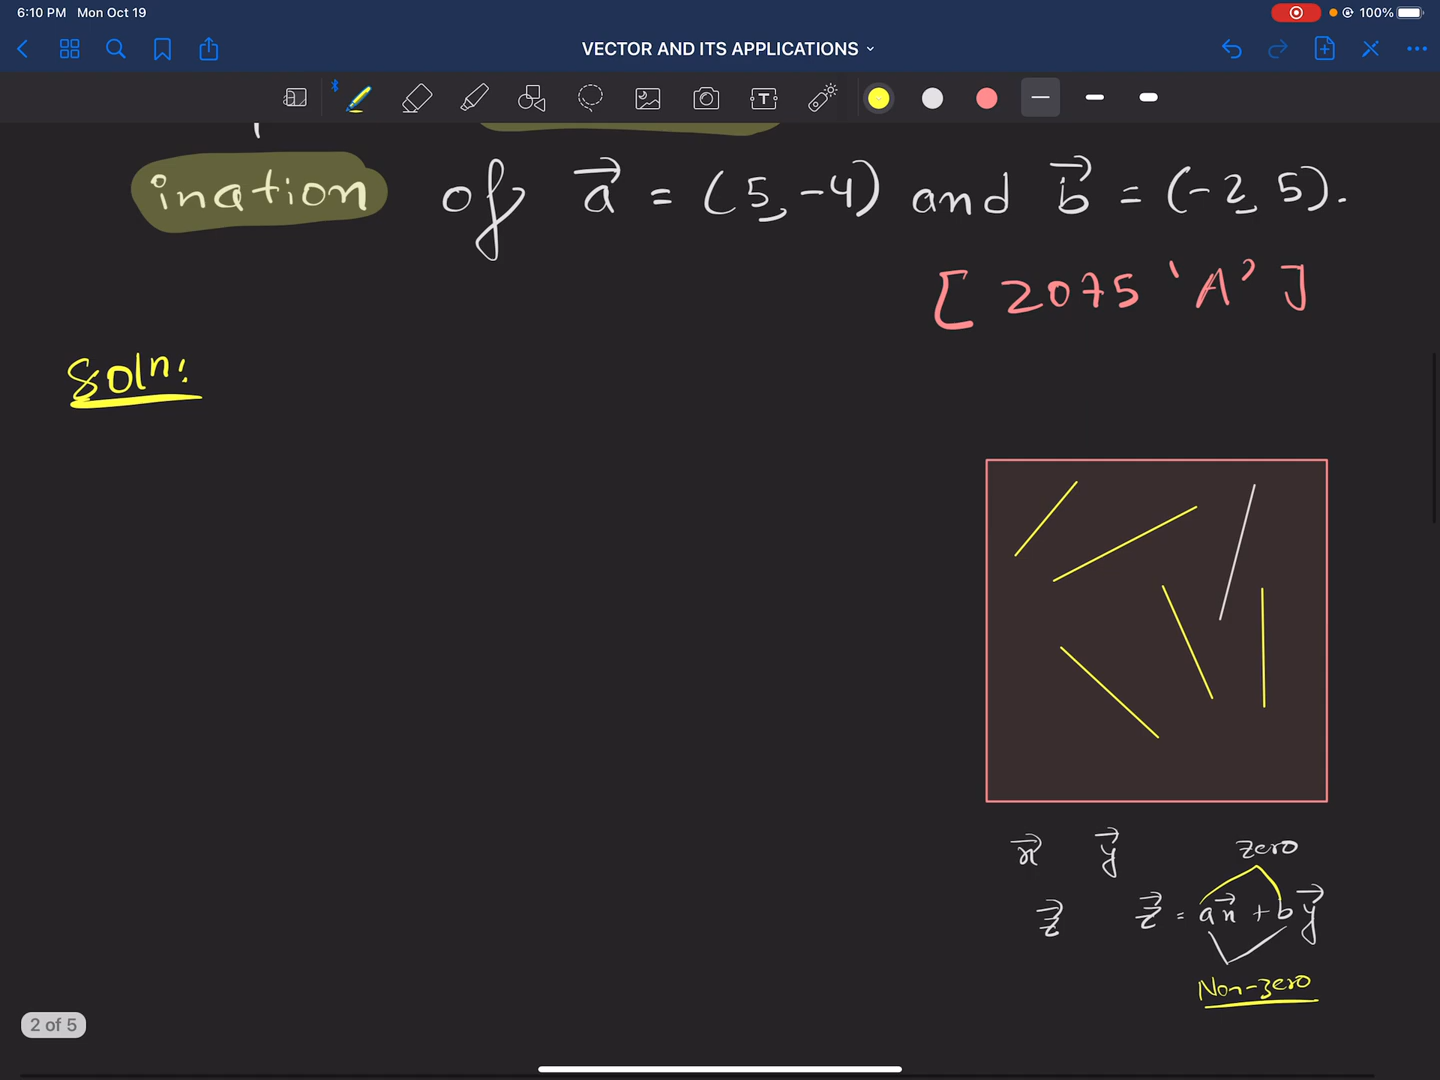 6:10 PM Mon Oct 19
100%
VECTOR AND ITS APPLICATIONS
T
ination of a⃗ = (5, -4) and b⃗ = (-2, 5).
[ 2075 'A' ]
Soln:
x⃗ y⃗
zero
z⃗ z⃗ = ax⃗ + by⃗
Non-zero
2 of 5